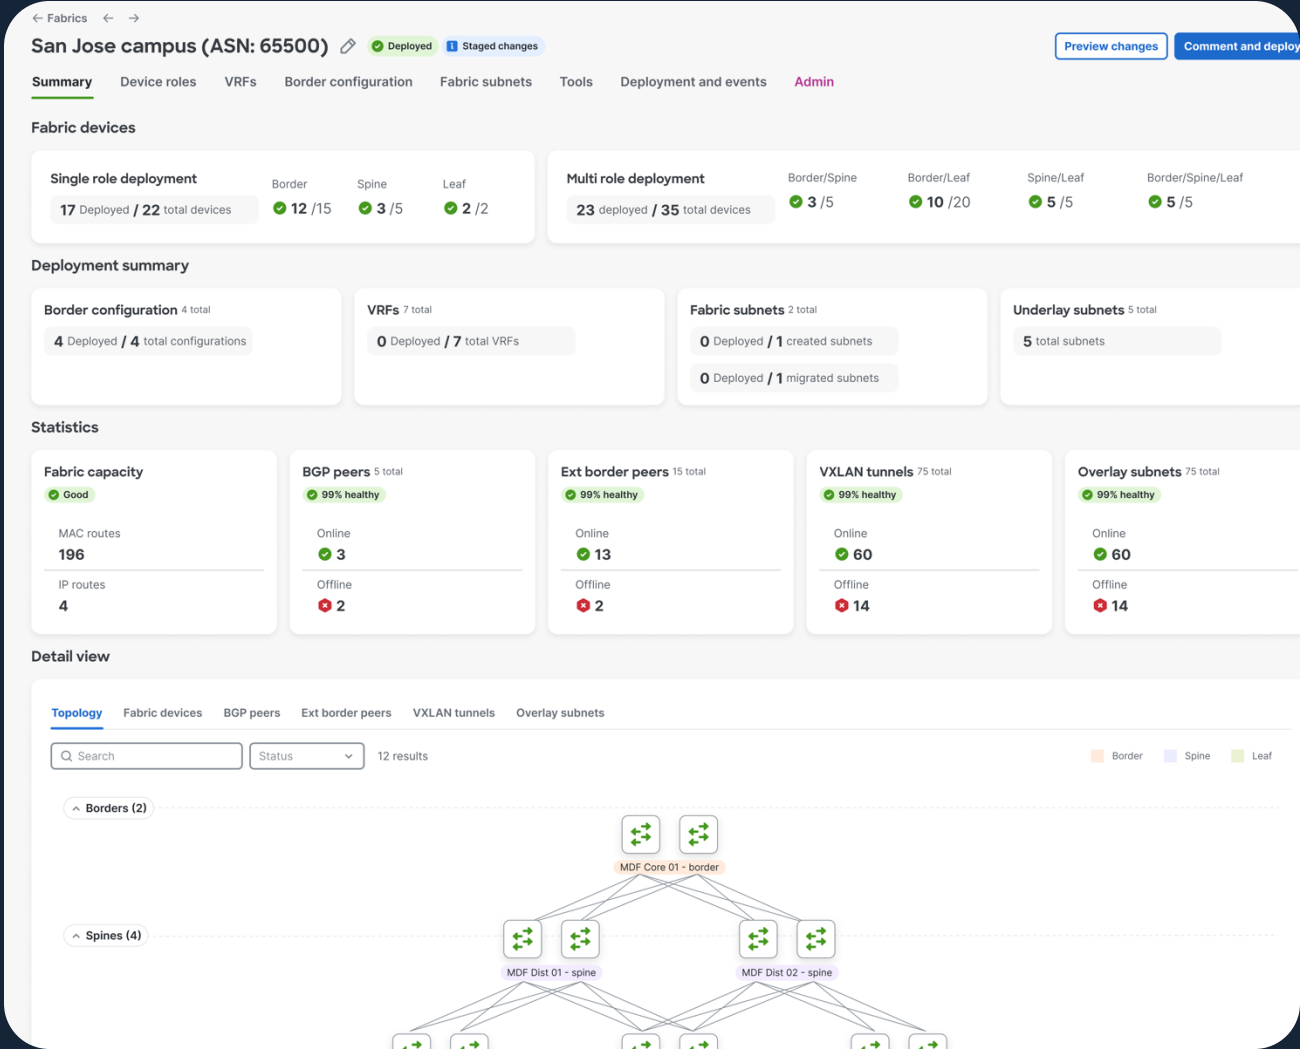 Fabrics
San Jose campus (ASN: 65500)
Deployed
Staged changes
Preview changes
Comment and deploy
Summary
Device roles
VRFs
Border configuration
Fabric subnets
Tools
Deployment and events
Admin
Fabric devices
Single role deployment
17 Deployed / 22 total devices
Border
12 /15
Spine
3 /5
Leaf
2 /2
Multi role deployment
23 deployed / 35 total devices
Border/Spine
3 /5
Border/Leaf
10 /20
Spine/Leaf
5 /5
Border/Spine/Leaf
5 /5
Deployment summary
Border configuration 4 total
4 Deployed / 4 total configurations
VRFs 7 total
0 Deployed / 7 total VRFs
Fabric subnets 2 total
0 Deployed / 1 created subnets
0 Deployed / 1 migrated subnets
Underlay subnets 5 total
5 total subnets
Statistics
Fabric capacity
Good
MAC routes
196
IP routes
4
BGP peers 5 total
99% healthy
Online
3
Offline
2
Ext border peers 15 total
99% healthy
Online
13
Offline
2
VXLAN tunnels 75 total
99% healthy
Online
60
Offline
14
Overlay subnets 75 total
99% healthy
Online
60
Offline
14
Detail view
Topology
Fabric devices
BGP peers
Ext border peers
VXLAN tunnels
Overlay subnets
Search
Status
12 results
Border
Spine
Leaf
Borders (2)
MDF Core 01 - border
Spines (4)
MDF Dist 01 - spine
MDF Dist 02 - spine